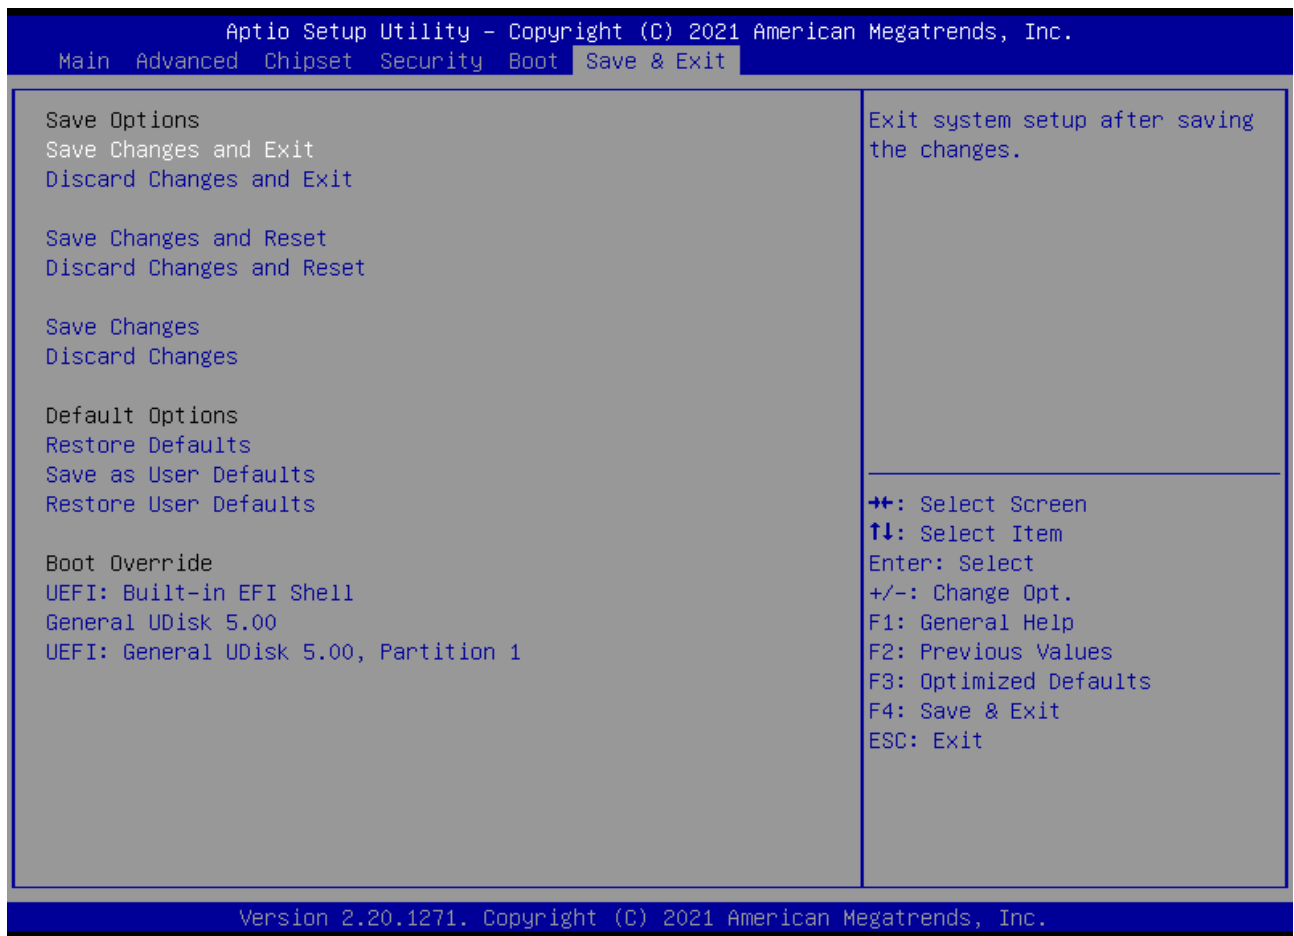 Aptio Setup Utility – Copyright (C) 2021 American Megatrends, Inc.
Main Advanced Chipset Security Boot Save & Exit
Save Options
Save Changes and Exit
Discard Changes and Exit
Save Changes and Reset
Discard Changes and Reset
Save Changes
Discard Changes
Default Options
Restore Defaults
Save as User Defaults
Restore User Defaults
Boot Override
UEFI: Built-in EFI Shell
General UDisk 5.00
UEFI: General UDisk 5.00, Partition 1
Exit system setup after saving
the changes.
→←: Select Screen
↑↓: Select Item
Enter: Select
+/-: Change Opt.
F1: General Help
F2: Previous Values
F3: Optimized Defaults
F4: Save & Exit
ESC: Exit
Version 2.20.1271. Copyright (C) 2021 American Megatrends, Inc.